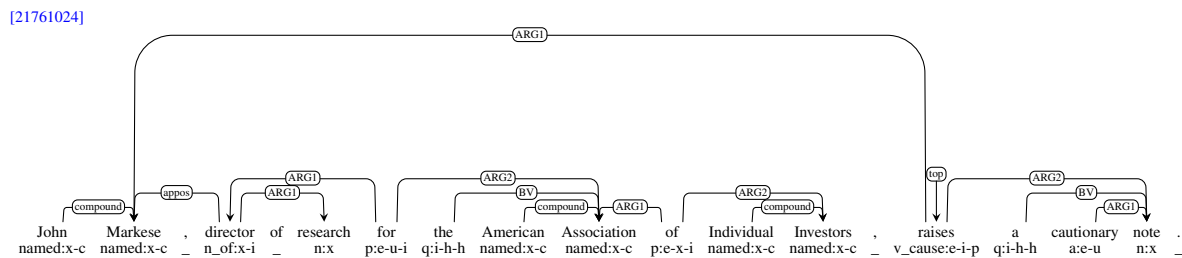 [21761024]
ARG1
top
ARG1 ARG2 ARG2
appos ARG1 BV ARG2 BV
compound compound ARG1 compound ARG1
John Markese , director of research for the American Association of Individual Investors , raises a cautionary note .
named:x-c named:x-c _ n_of:x-i _ n:x p:e-u-i q:i-h-h named:x-c named:x-c p:e-x-i named:x-c named:x-c _ v_cause:e-i-p q:i-h-h a:e-u n:x _